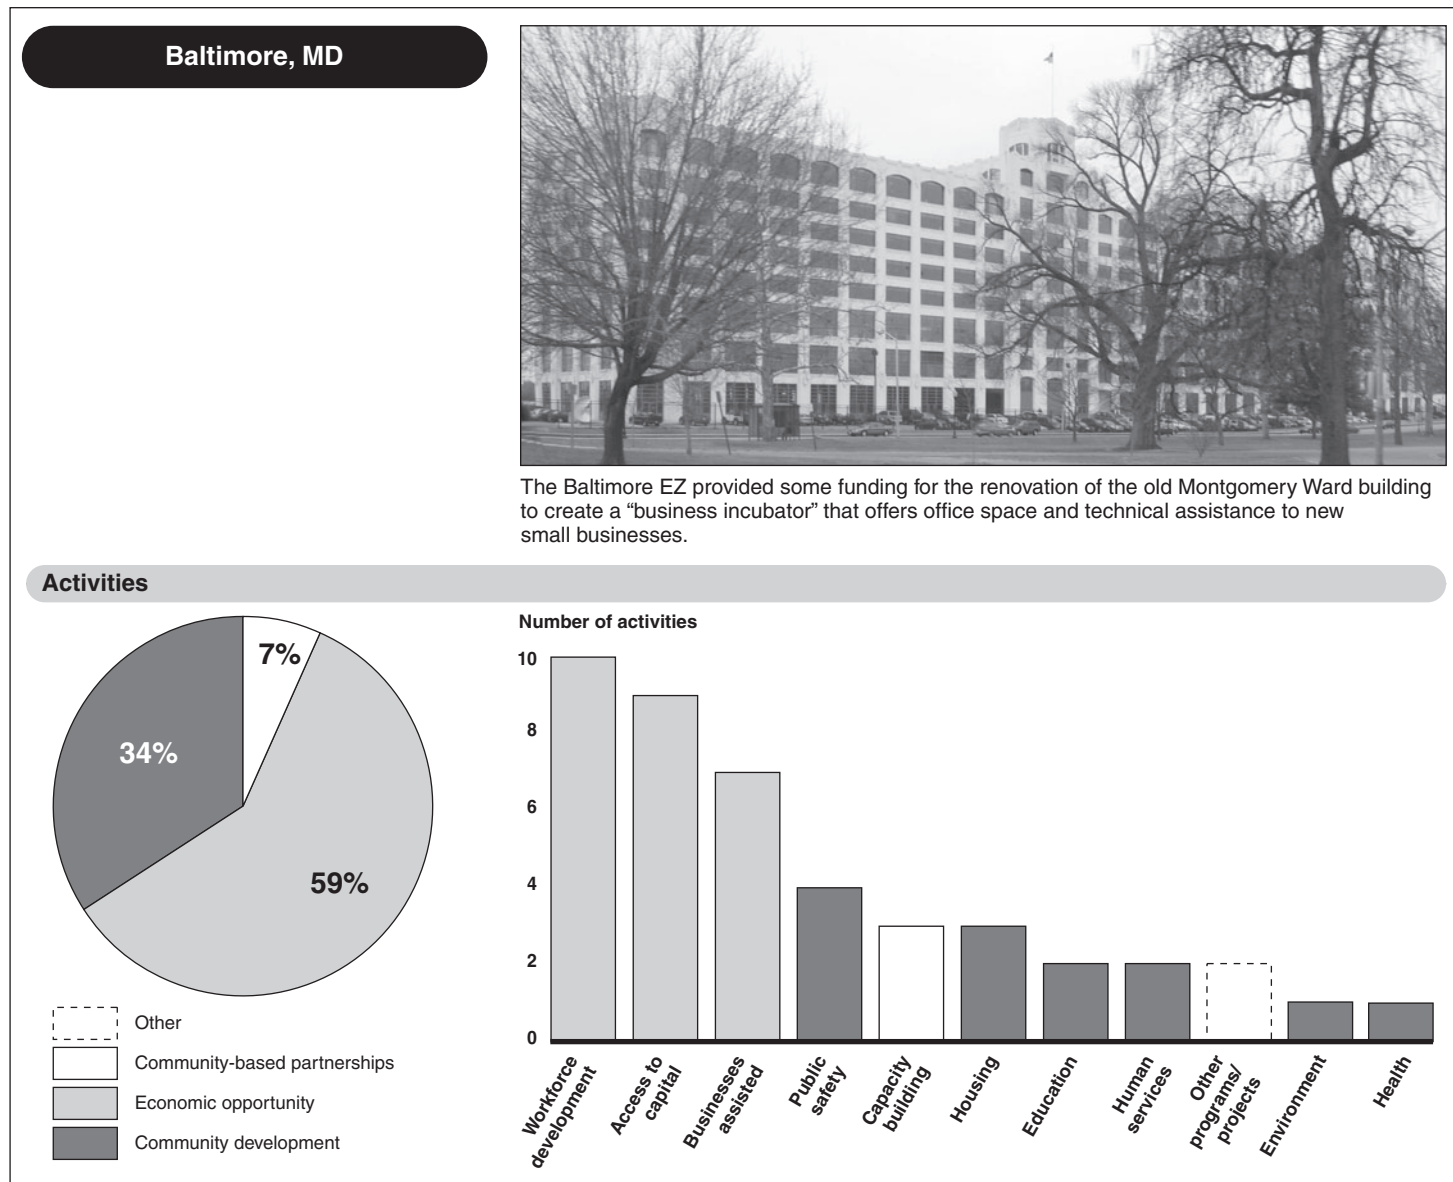 Baltimore, MD
The Baltimore EZ provided some funding for the renovation of the old Montgomery Ward building
to create a “business incubator” that offers office space and technical assistance to new
small businesses.
Activities
7%
34%
59%
Other
Community-based partnerships
Economic opportunity
Community development
Number of activities
10
8
6
4
2
0
Workforce
development
Access to
capital
Businesses
assisted
Public
safety
Capacity
building
Housing
Education
Human
services
Other
programs/
projects
Environment
Health